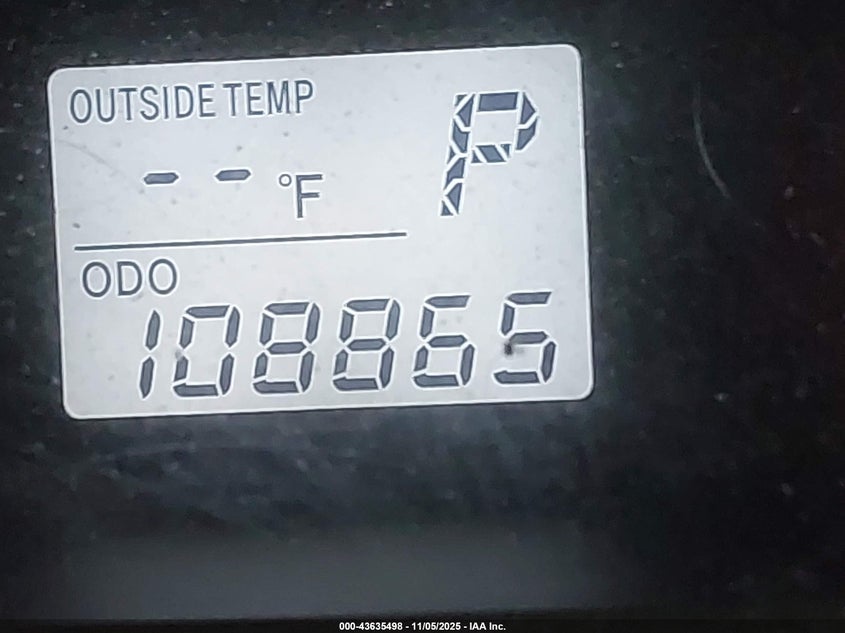 OUTSIDE TEMP
P
-- °F
ODO
108865
000-43635498 - 11/05/2025 - IAA Inc.